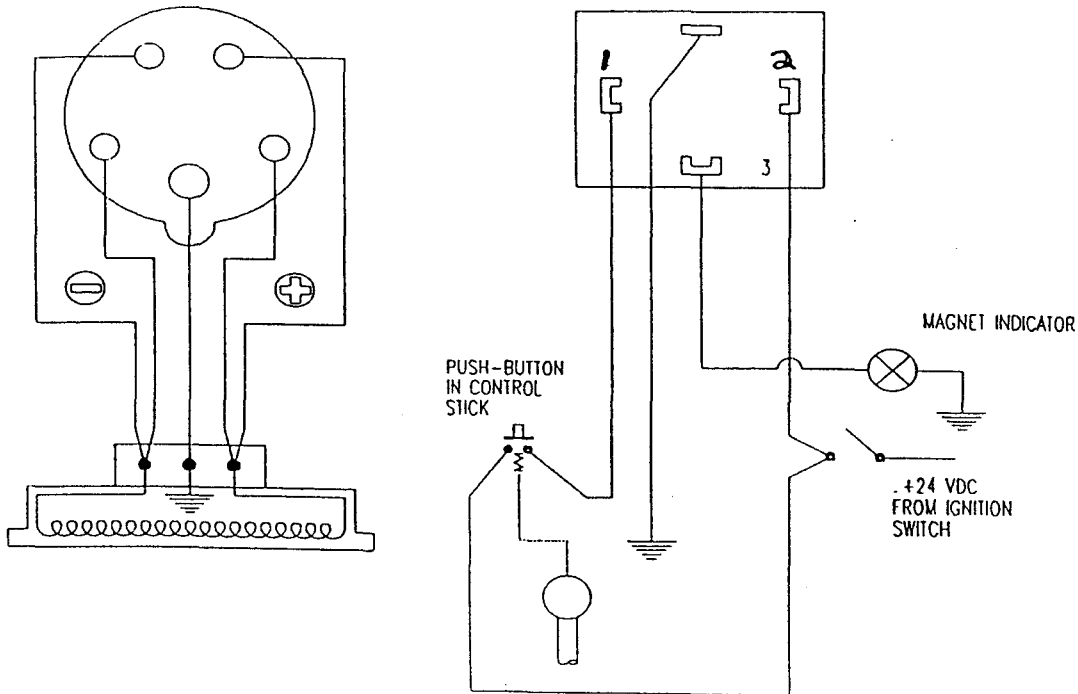 1
2
3
MAGNET INDICATOR
PUSH-BUTTON
IN CONTROL
STICK
.+24 VDC
FROM IGNITION
SWITCH